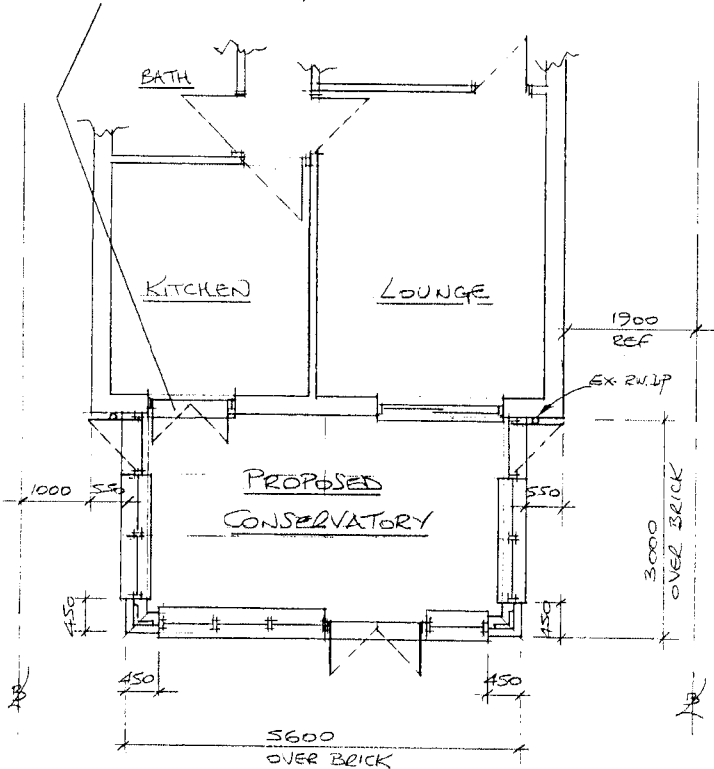 BATH
KITCHEN
LOUNGE
1900
REF
EX. RW.DP
PROPOSED
CONSERVATORY
1000
550
550
3000
OVER BRICK
450
450
450
450
5600
OVER BRICK